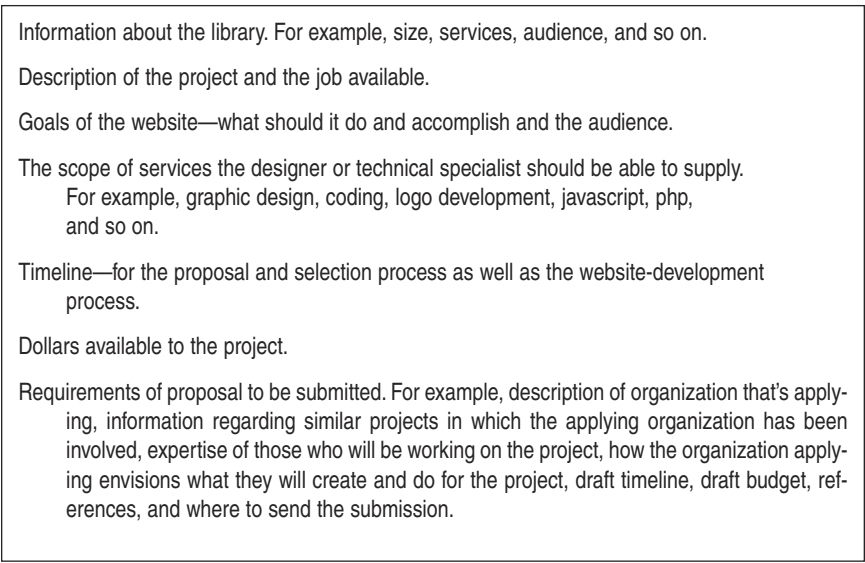 Information about the library. For example, size, services, audience, and so on.
Description of the project and the job available.
Goals of the website—what should it do and accomplish and the audience.
The scope of services the designer or technical specialist should be able to supply.
For example, graphic design, coding, logo development, javascript, php,
and so on.
Timeline—for the proposal and selection process as well as the website-development
process.
Dollars available to the project.
Requirements of proposal to be submitted. For example, description of organization that's apply-
ing, information regarding similar projects in which the applying organization has been
involved, expertise of those who will be working on the project, how the organization apply-
ing envisions what they will create and do for the project, draft timeline, draft budget, ref-
erences, and where to send the submission.